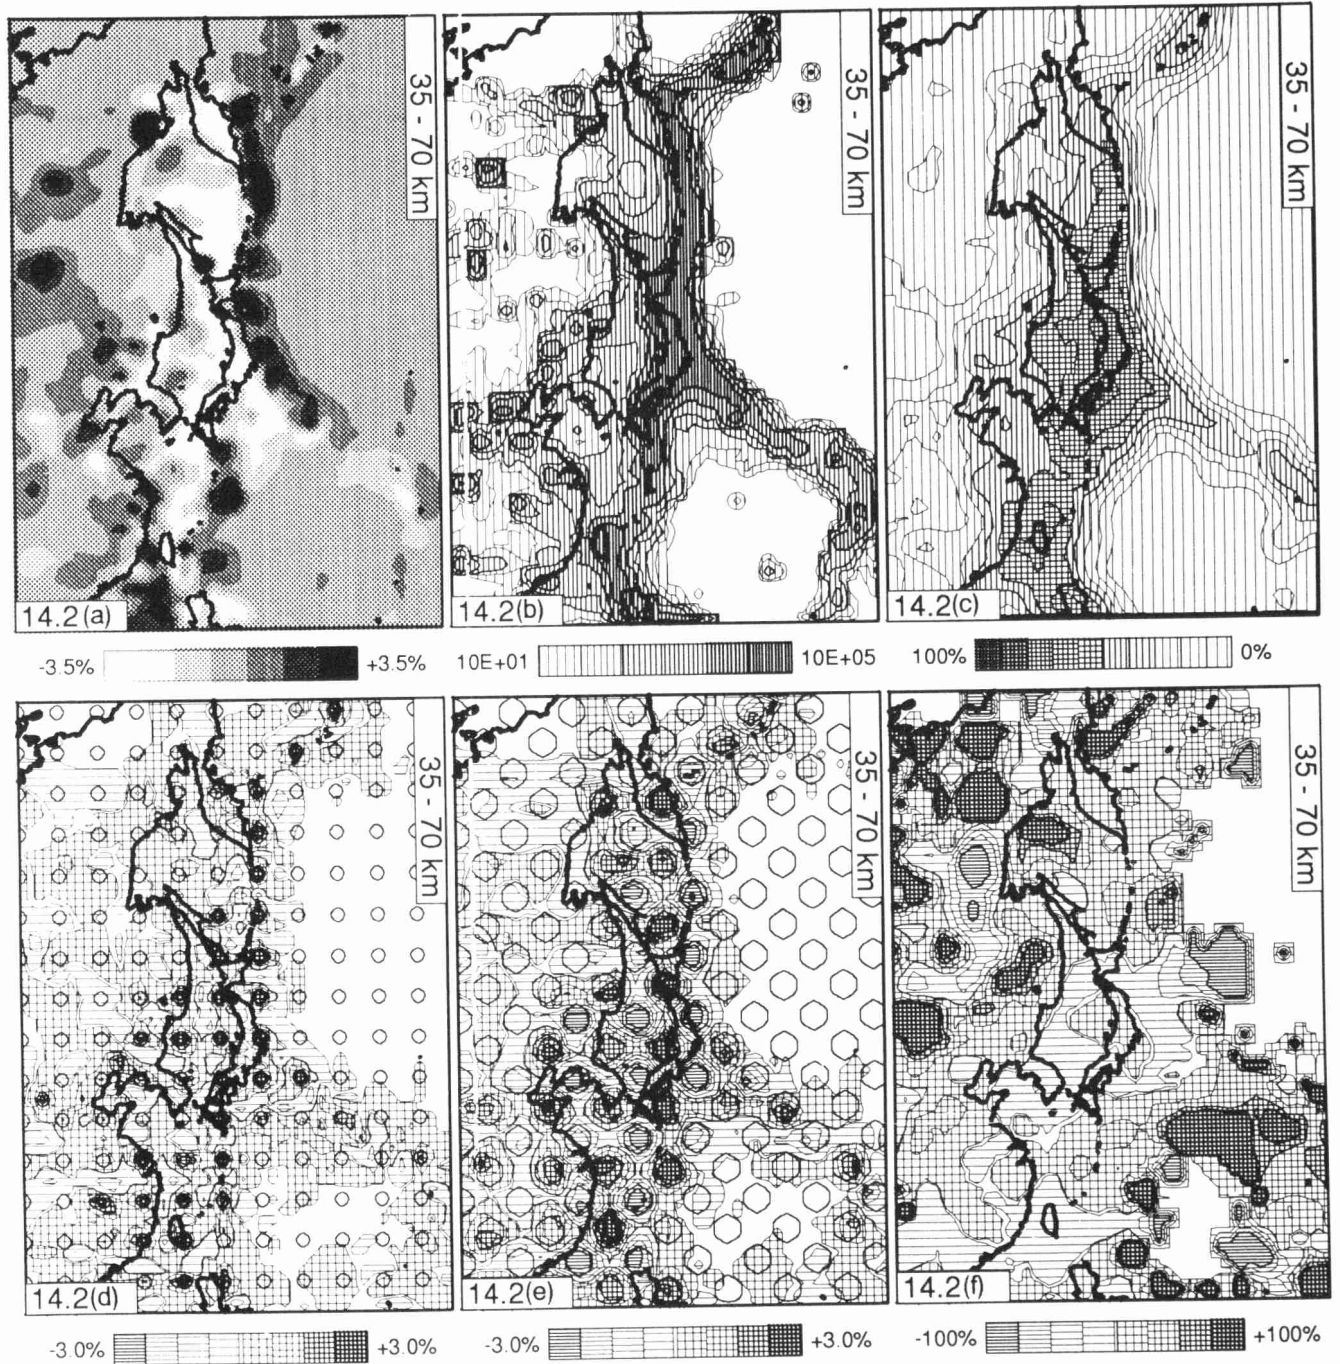 35 - 70 km
35 - 70 km
35 - 70 km
14.2(a)
14.2(b)
14.2(c)
-3.5%
+3.5%
10E+01
10E+05
100%
0%
35 - 70 km
35 - 70 km
35 - 70 km
14.2(d)
14.2(e)
14.2(f)
-3.0%
+3.0%
-3.0%
+3.0%
-100%
+100%